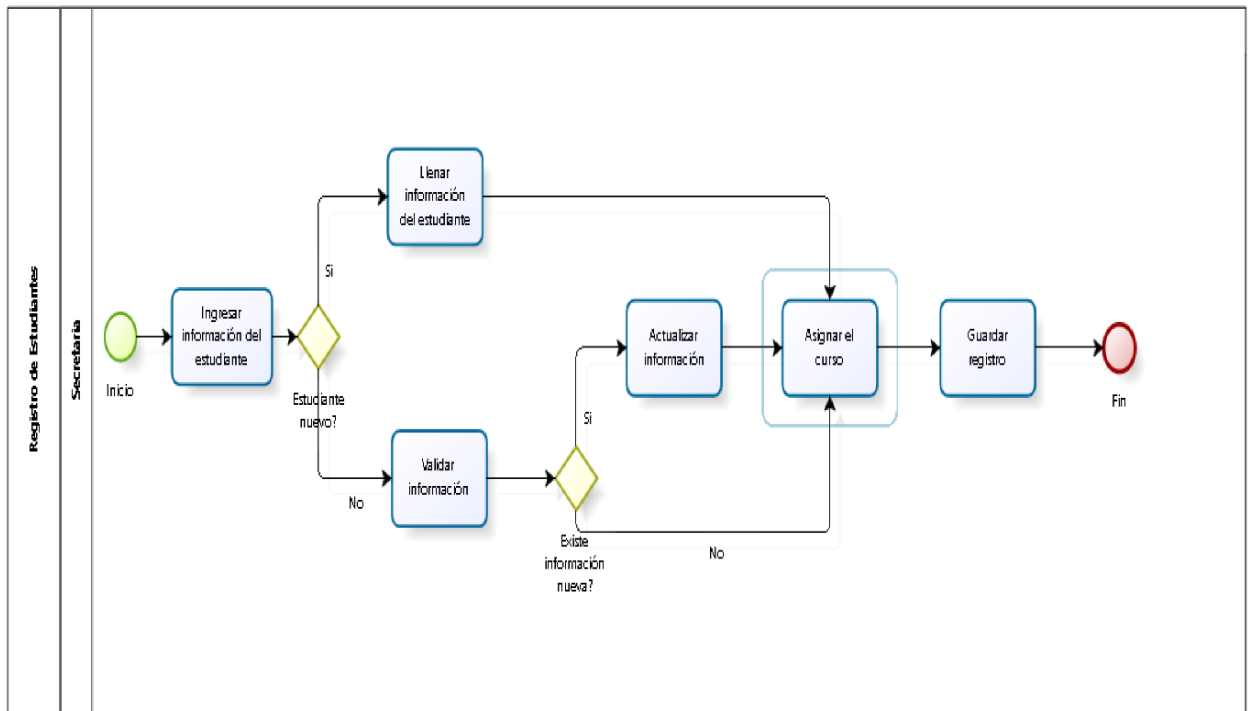 Registro de Estudiantes
Secretaria
Inicio
Ingresar
información del
estudiante
Estudiante
nuevo?
Si
Llenar
información
del estudiante
No
Validar
información
Existe
información
nueva?
Si
Actualizar
información
No
Asignar el
curso
Guardar
registro
Fin